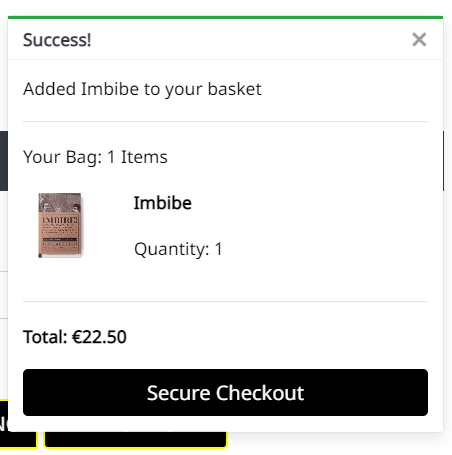 Success!
Added Imbibe to your basket
Your Bag: 1 Items
IMBIBE!
Imbibe
Quantity: 1
Total: €22.50
Secure Checkout